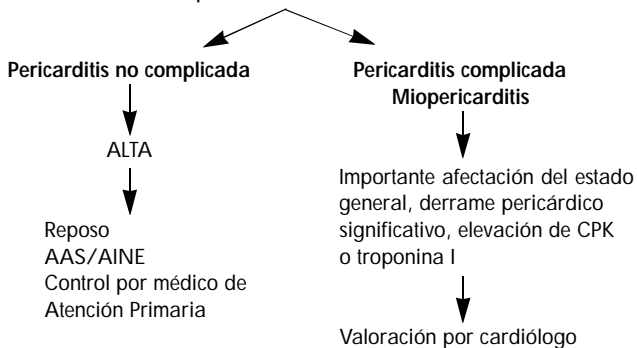 Pericarditis no complicada
ALTA
Reposo
AAS/AINE
Control por médico de
Atención Primaria
Pericarditis complicada
Miopericarditis
Importante afectación del estado
general, derrame pericárdico
significativo, elevación de CPK
o troponina I
Valoración por cardiólogo